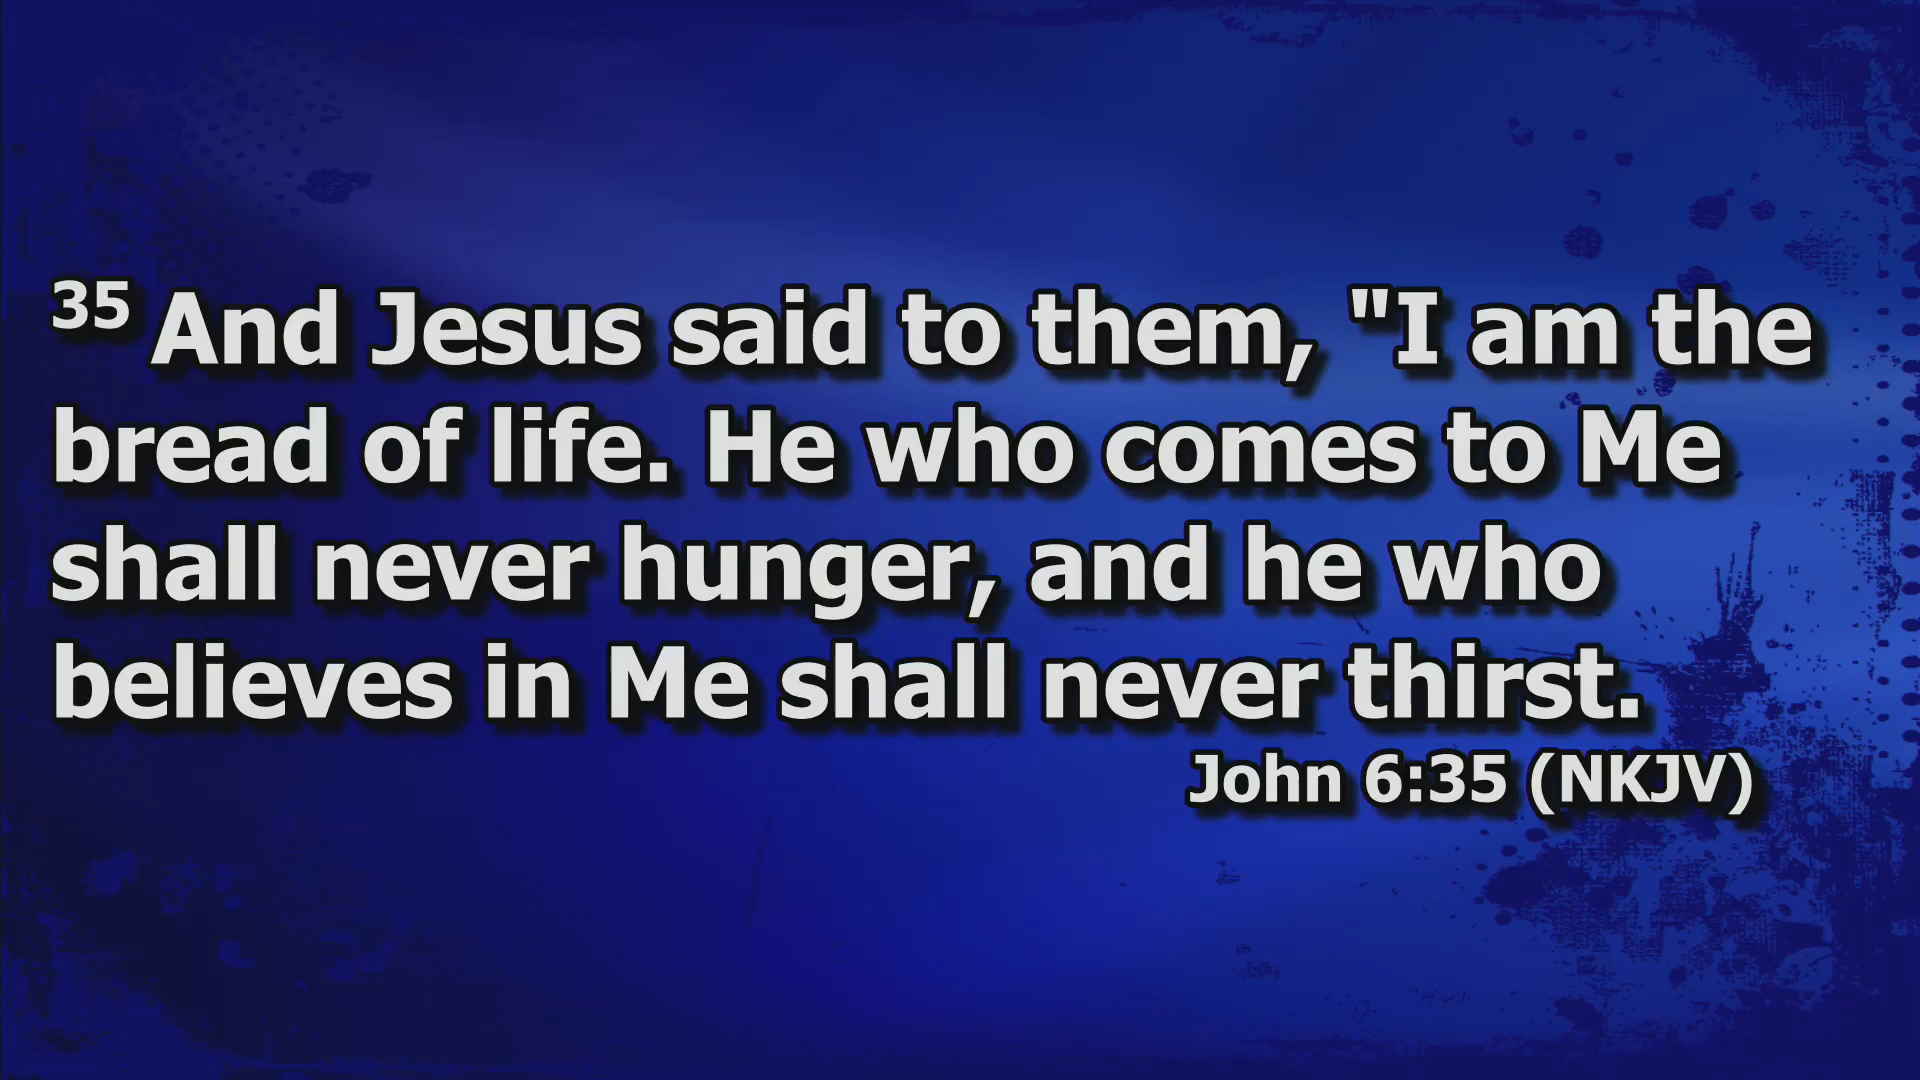 35 And Jesus said to them, "I am the
bread of life. He who comes to Me
shall never hunger, and he who
believes in Me shall never thirst.
John 6:35 (NKJV)